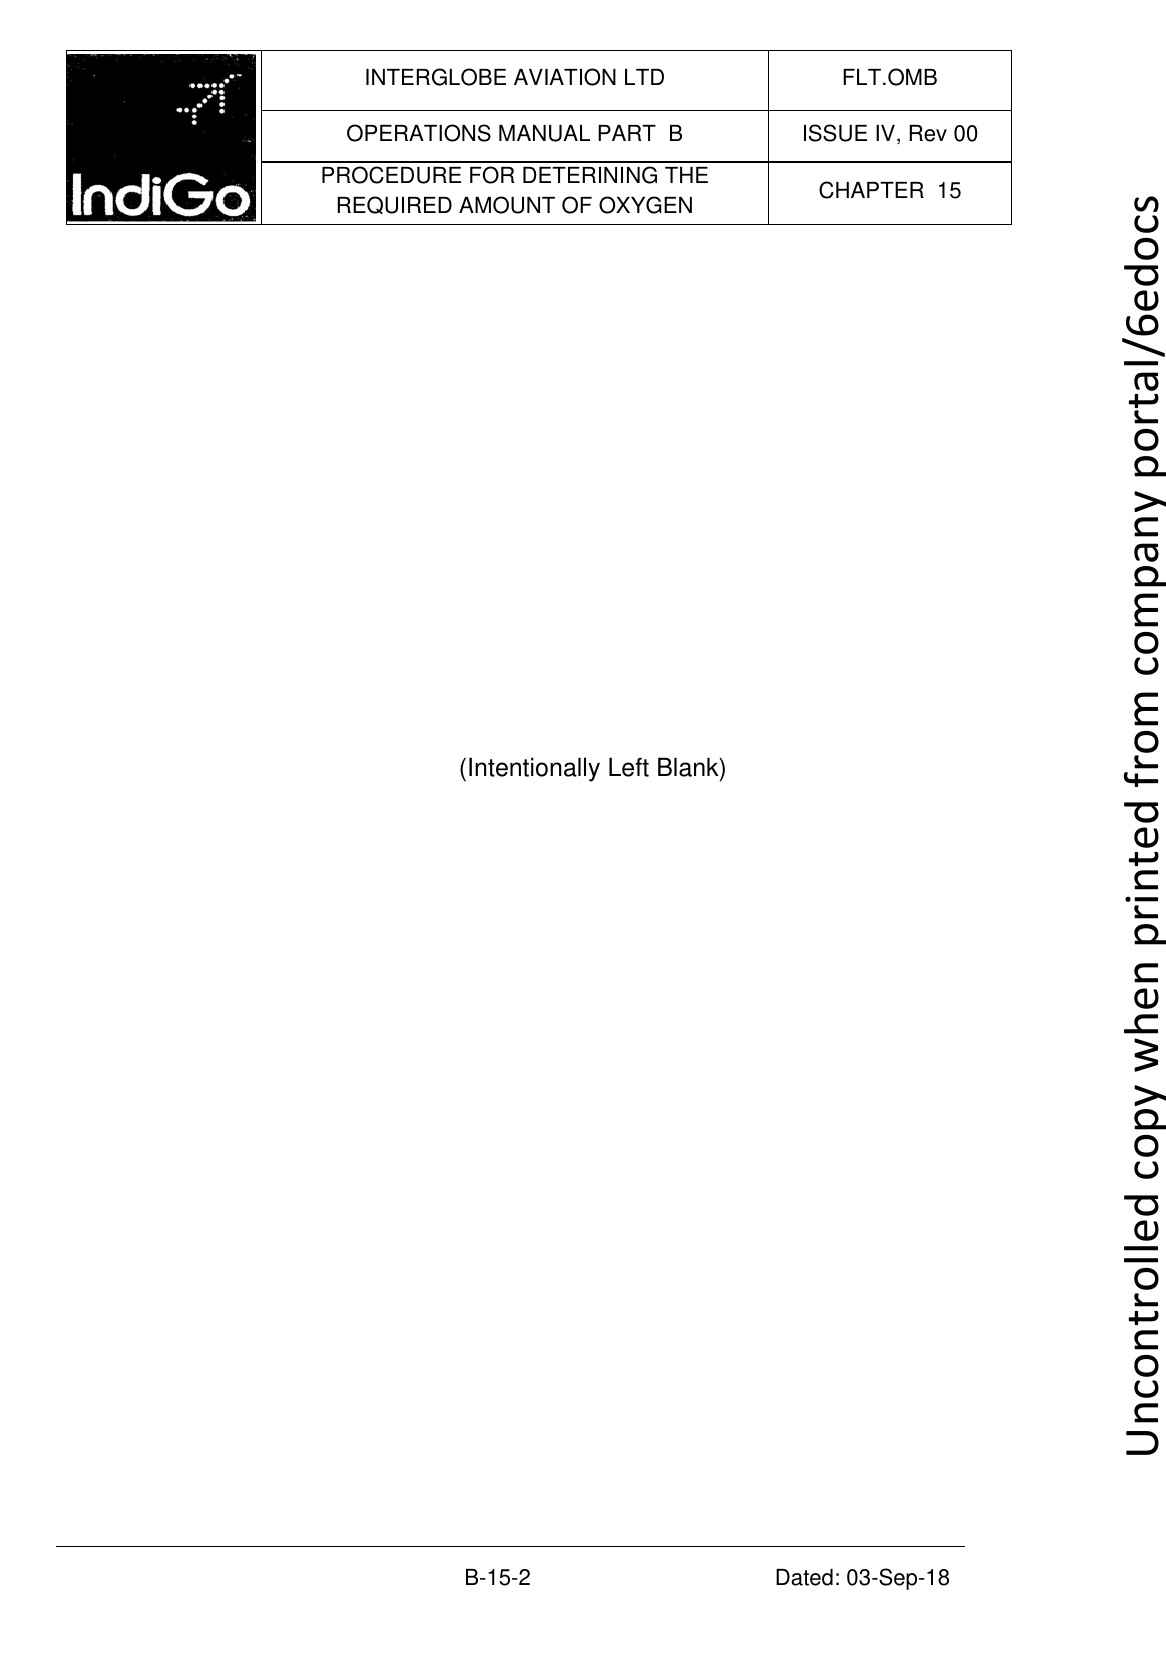 IndiGo
INTERGLOBE AVIATION LTD
FLT.OMB
OPERATIONS MANUAL PART B
ISSUE IV, Rev 00
PROCEDURE FOR DETERINING THE
REQUIRED AMOUNT OF OXYGEN
CHAPTER 15
(Intentionally Left Blank)
Uncontrolled copy when printed from company portal/6edocs
B-15-2
Dated: 03-Sep-18